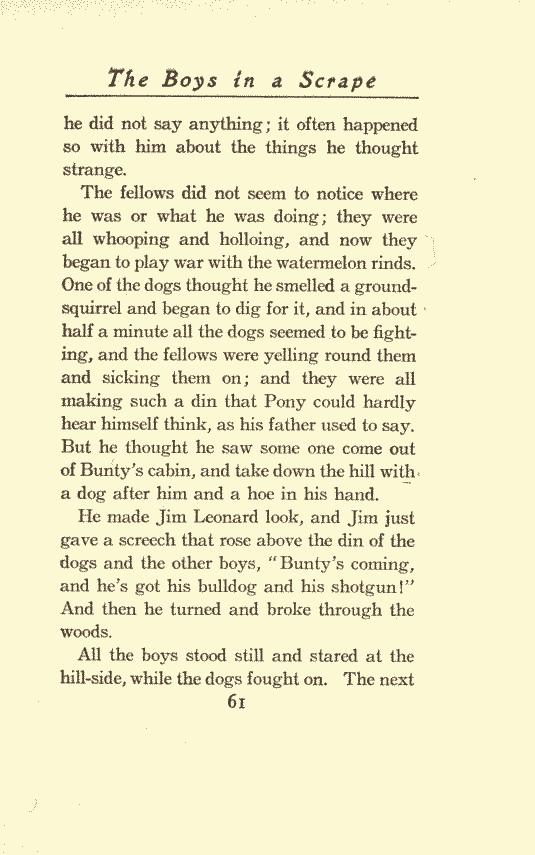 The Boys in a Scrape
he did not say anything; it often happened
so with him about the things he thought
strange.
The fellows did not seem to notice where
he was or what he was doing; they were
all whooping and holloing, and now they
began to play war with the watermelon rinds.
One of the dogs thought he smelled a ground-
squirrel and began to dig for it, and in about
half a minute all the dogs seemed to be fight-
ing, and the fellows were yelling round them
and sicking them on; and they were all
making such a din that Pony could hardly
hear himself think, as his father used to say.
But he thought he saw some one come out
of Bunty's cabin, and take down the hill with
a dog after him and a hoe in his hand.
He made Jim Leonard look, and Jim just
gave a screech that rose above the din of the
dogs and the other boys, "Bunty's coming,
and he's got his bulldog and his shotgun!"
And then he turned and broke through the
woods.
All the boys stood still and stared at the
hill-side, while the dogs fought on. The next
61